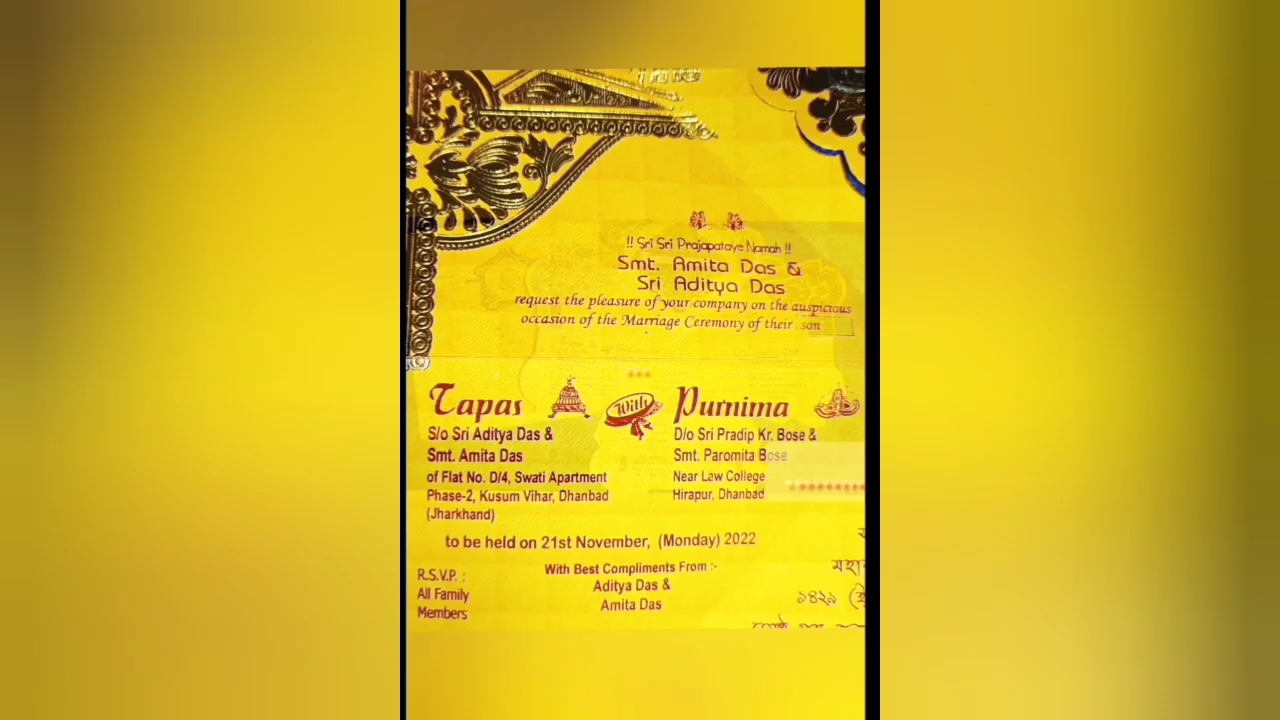 !! Sri Sri Prajapataye Namah !!
Smt. Amita Das &
Sri Aditya Das
request the pleasure of your company on the auspicious
occasion of the Marriage Ceremony of their son
Tapas
With
Purnima
S/o Sri Aditya Das &
Smt. Amita Das
of Flat No. D/4, Swati Apartment
Phase-2, Kusum Vihar, Dhanbad
(Jharkhand)
D/o Sri Pradip Kr. Bose &
Smt. Paromita Bose
Near Law College
Hirapur, Dhanbad
to be held on 21st November, (Monday) 2022
R.S.V.P. :
All Family
Members
With Best Compliments From :-
Aditya Das &
Amita Das
১৪২৯